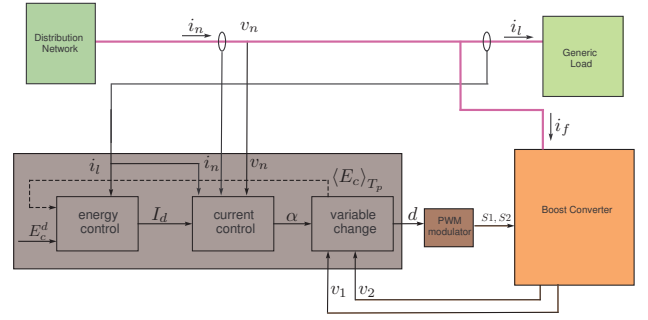 Distribution
Network
i_n
v_n
i_l
Generic
Load
i_f
i_l
i_n
v_n
⟨E_c⟩_{T_p}
energy
control
I_d
current
control
α
variable
change
d
PWM
modulator
S1, S2
Boost Converter
E_c^d
v_1
v_2